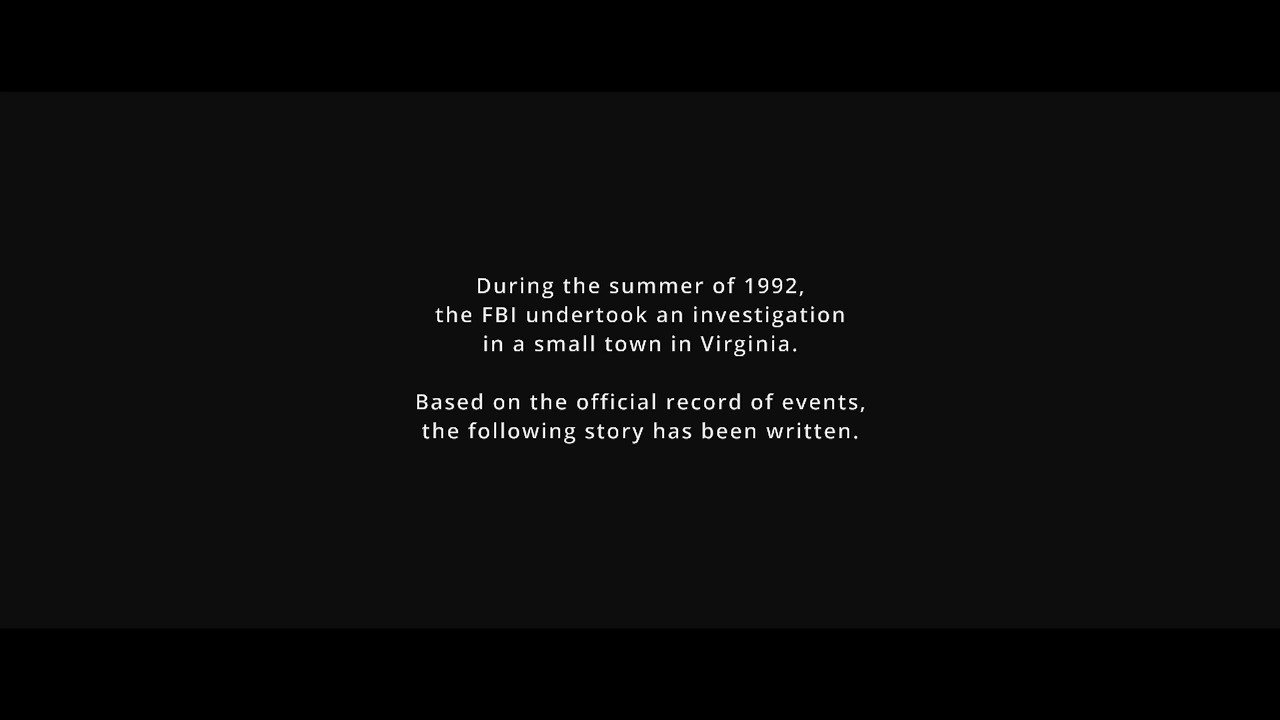 During the summer of 1992,
the FBI undertook an investigation
in a small town in Virginia.
Based on the official record of events,
the following story has been written.